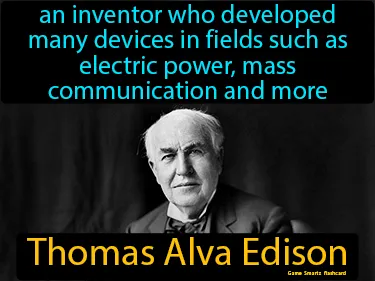 an inventor who developed
many devices in fields such as
electric power, mass
communication and more
Thomas Alva Edison
Game Smartz flashcard